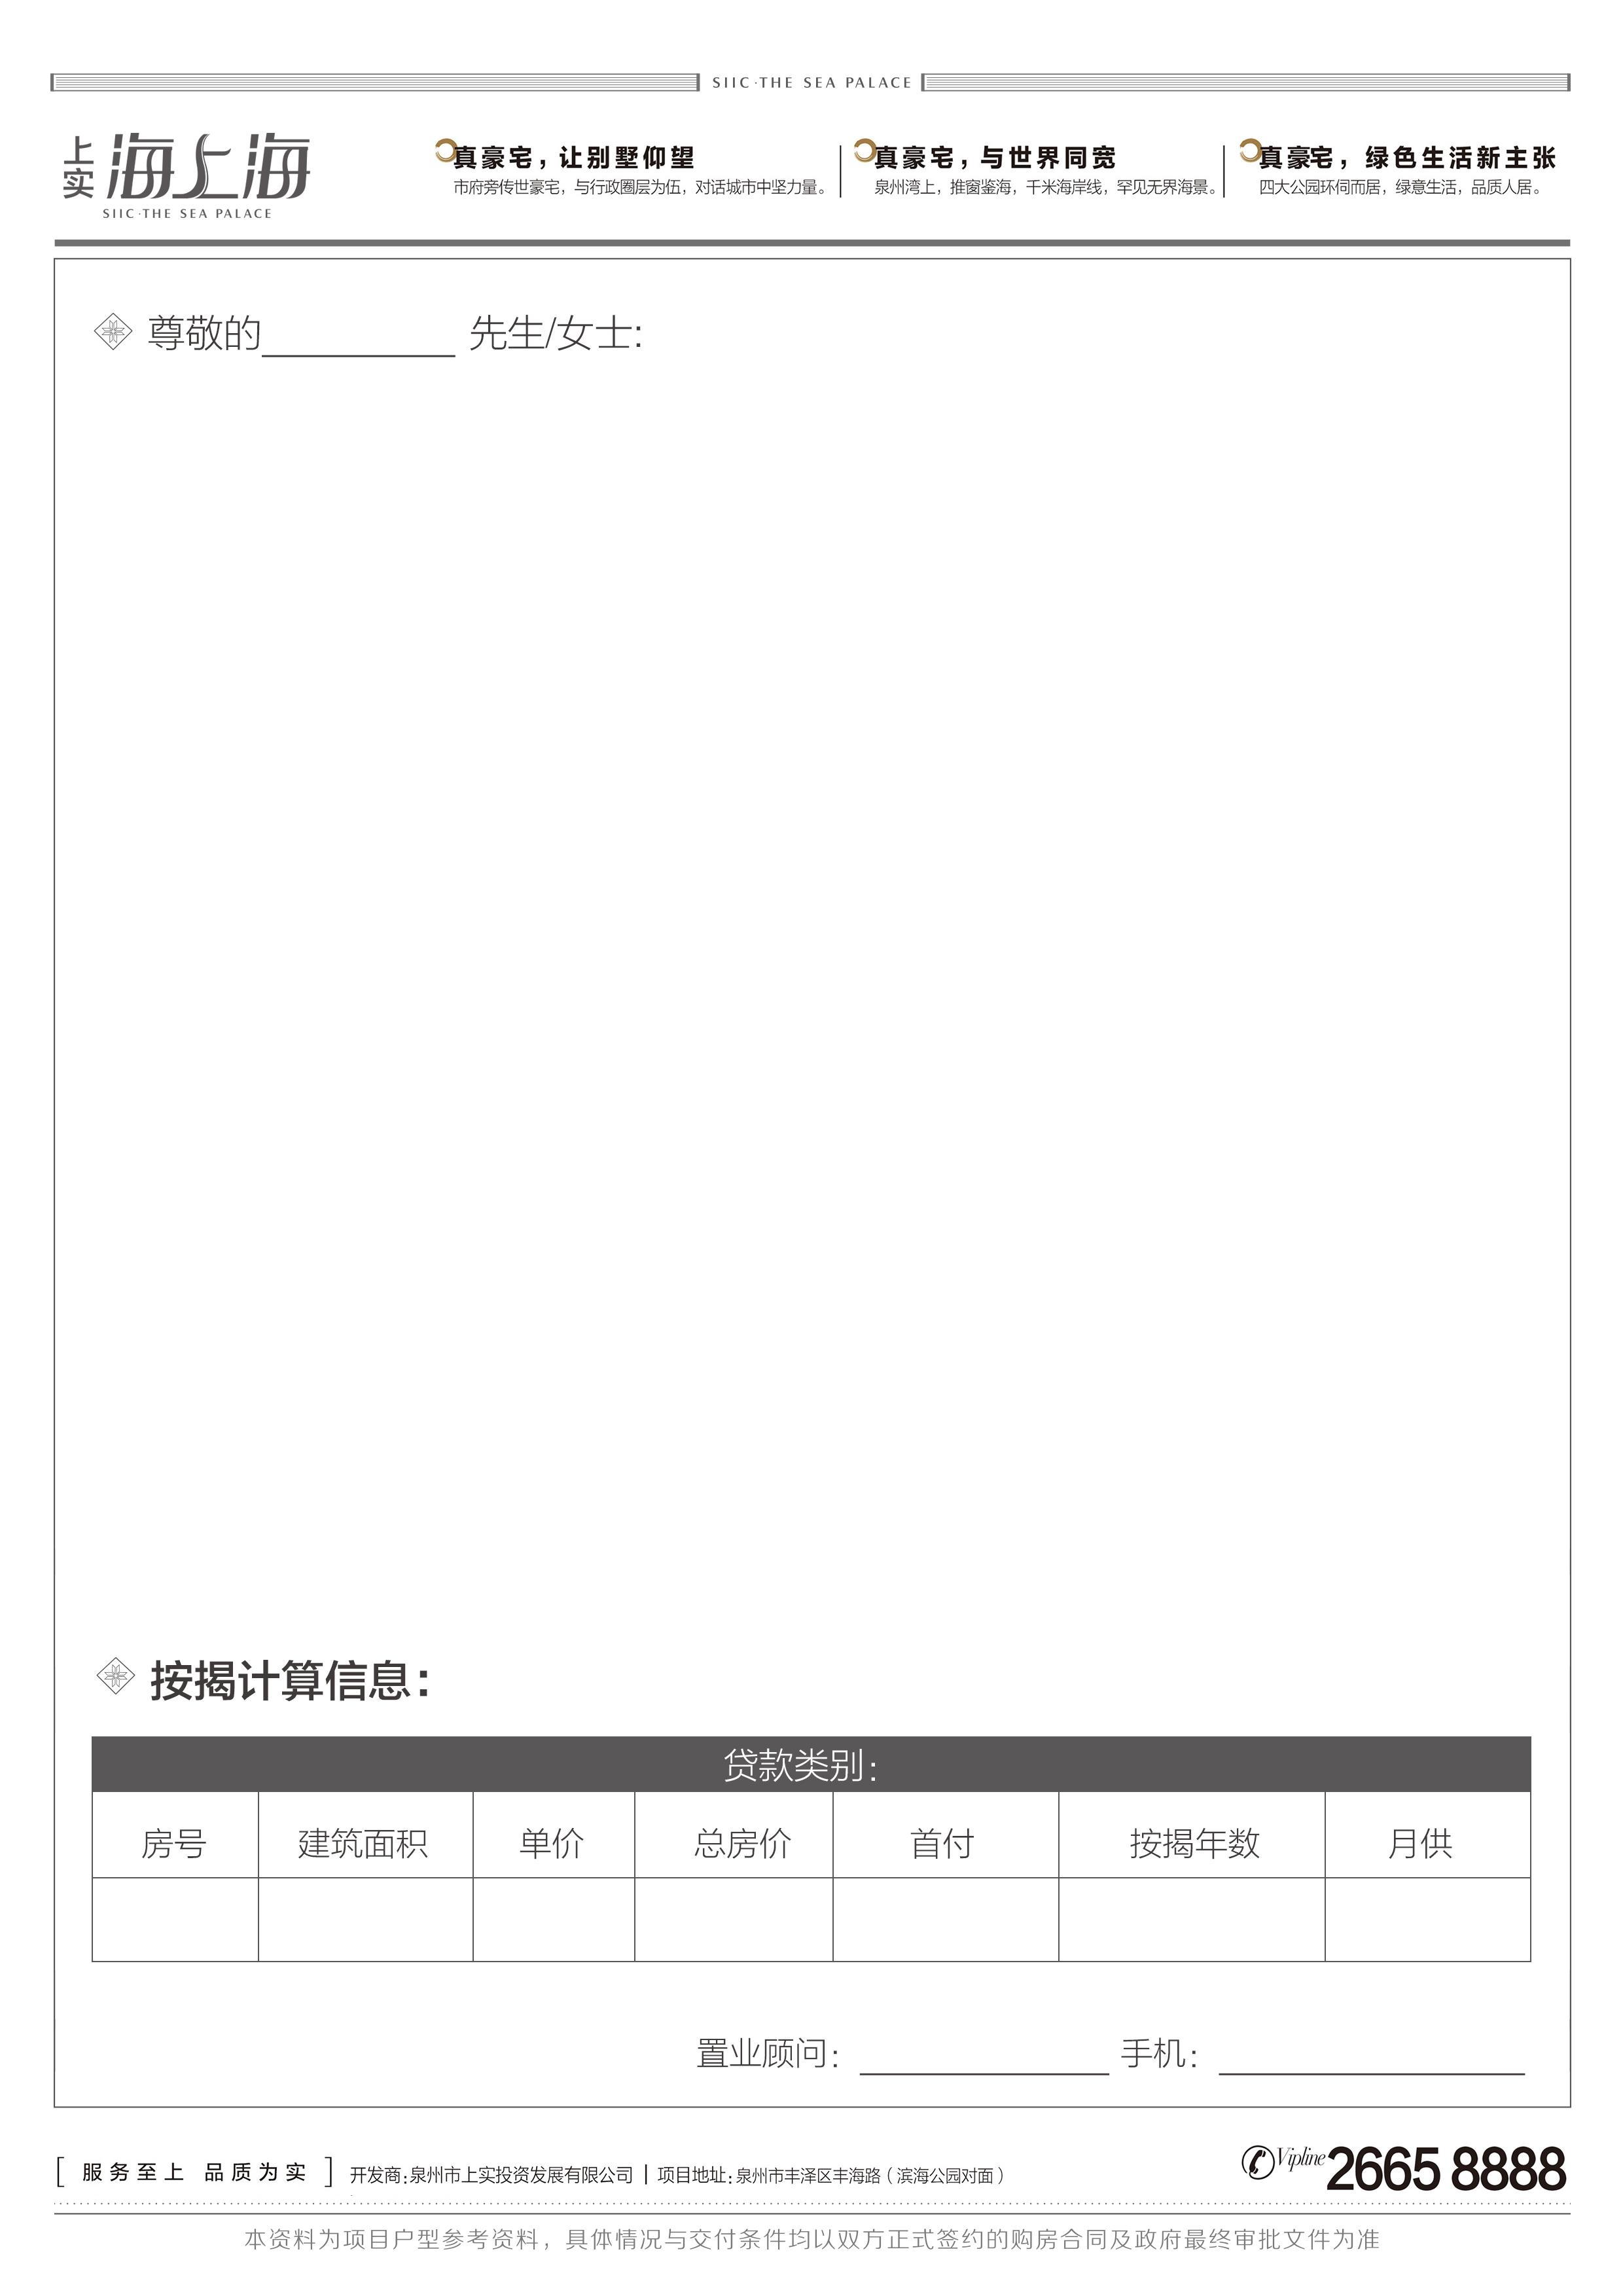 SIIC·THE SEA PALACE
上实 海上海
SIIC·THE SEA PALACE
真豪宅，让别墅仰望
市府旁传世豪宅，与行政圈层为伍，对话城市中坚力量。
真豪宅，与世界同宽
泉州湾上，推窗鉴海，千米海岸线，罕见无界海景。
真豪宅，绿色生活新主张
四大公园环伺而居，绿意生活，品质人居。
尊敬的__________ 先生/女士:
按揭计算信息：
贷款类别：
房号 建筑面积 单价 总房价 首付 按揭年数 月供
置业顾问：__________ 手机：__________
[ 服务至上 品质为实 ] 开发商:泉州市上实投资发展有限公司 | 项目地址:泉州市丰泽区丰海路（滨海公园对面） Vipline 2665 8888
本资料为项目户型参考资料，具体情况与交付条件均以双方正式签约的购房合同及政府最终审批文件为准